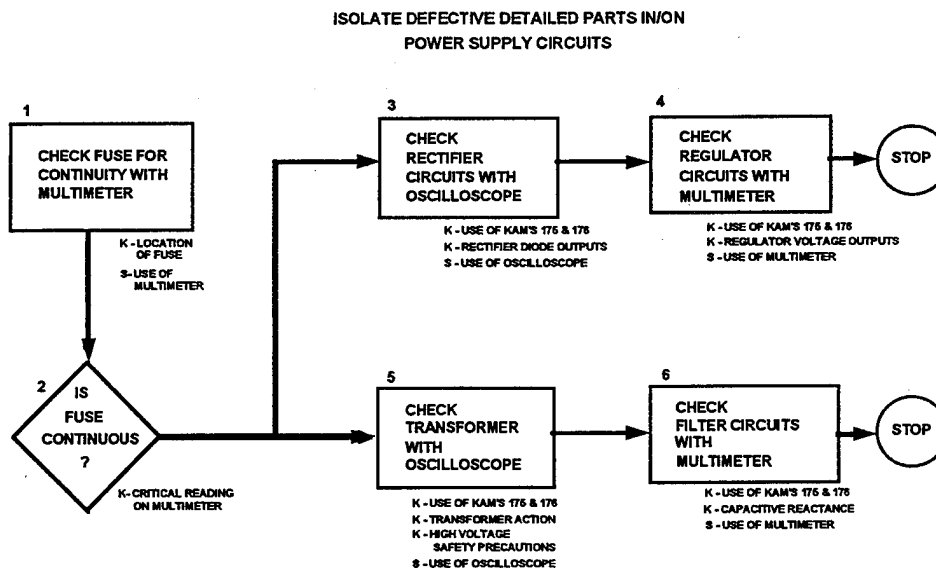 ISOLATE DEFECTIVE DETAILED PARTS IN/ON
POWER SUPPLY CIRCUITS
1
CHECK FUSE FOR
CONTINUITY WITH
MULTIMETER
K - LOCATION
OF FUSE
S - USE OF
MULTIMETER
2
IS
FUSE
CONTINUOUS
?
K - CRITICAL READING
ON MULTIMETER
3
CHECK
RECTIFIER
CIRCUITS WITH
OSCILLOSCOPE
K - USE OF KAM'S 175 & 176
K - RECTIFIER DIODE OUTPUTS
S - USE OF OSCILLOSCOPE
4
CHECK
REGULATOR
CIRCUITS WITH
MULTIMETER
K - USE OF KAM'S 175 & 176
K - REGULATOR VOLTAGE OUTPUTS
S - USE OF MULTIMETER
STOP
5
CHECK
TRANSFORMER
WITH
OSCILLOSCOPE
K - USE OF KAM'S 175 & 176
K - TRANSFORMER ACTION
K - HIGH VOLTAGE
SAFETY PRECAUTIONS
S - USE OF OSCILLOSCOPE
6
CHECK
FILTER CIRCUITS
WITH
MULTIMETER
K - USE OF KAM'S 175 & 176
K - CAPACITIVE REACTANCE
S - USE OF MULTIMETER
STOP